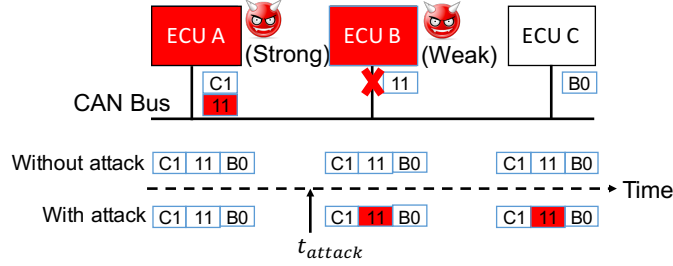 ECU A
(Strong)
ECU B
(Weak)
ECU C
C1
11
11
B0
CAN Bus
Without attack C1 11 B0 C1 11 B0 C1 11 B0
Time
With attack C1 11 B0 C1 11 B0 C1 11 B0
t_attack